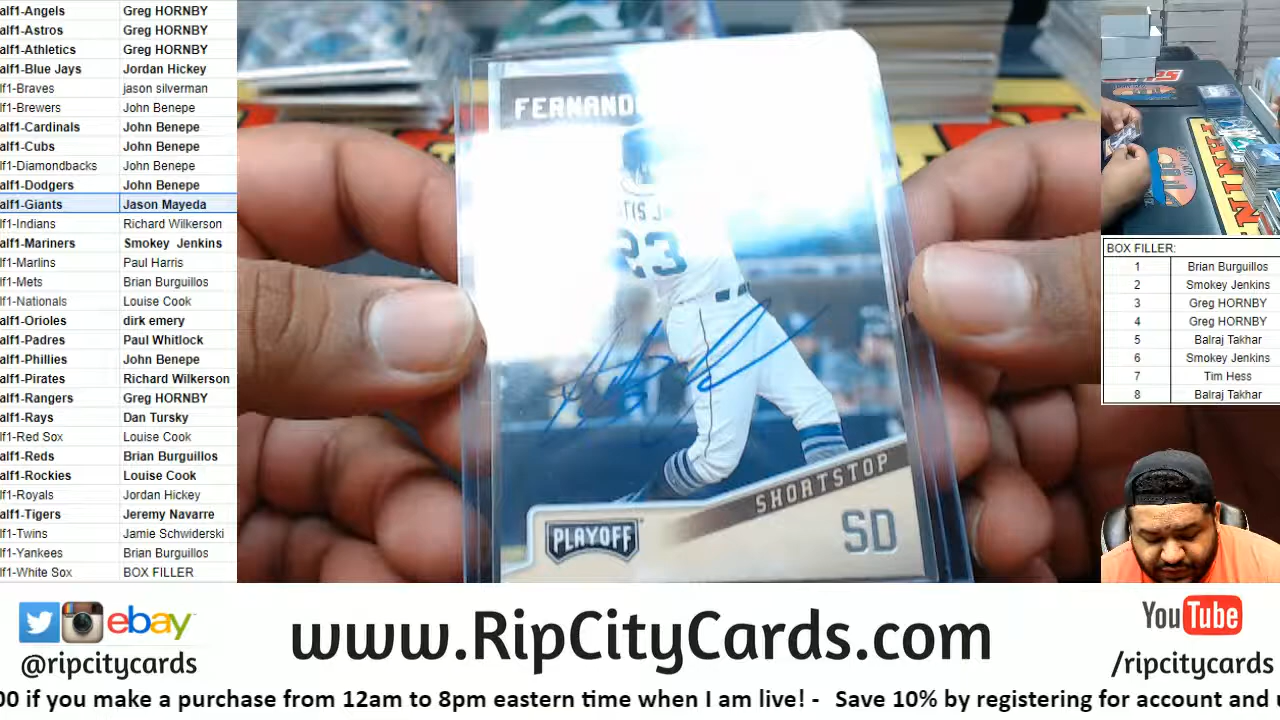 alf1-Angels Greg HORNBY
alf1-Astros Greg HORNBY
alf1-Athletics Greg HORNBY
alf1-Blue Jays Jordan Hickey
lf1-Braves jason silverman
lf1-Brewers John Benepe
alf1-Cardinals John Benepe
alf1-Cubs John Benepe
lf1-Diamondbacks John Benepe
alf1-Dodgers John Benepe
alf1-Giants Jason Mayeda
lf1-Indians Richard Wilkerson
alf1-Mariners Smokey Jenkins
lf1-Marlins Paul Harris
lf1-Mets Brian Burguillos
lf1-Nationals Louise Cook
alf1-Orioles dirk emery
alf1-Padres Paul Whitlock
alf1-Phillies John Benepe
alf1-Pirates Richard Wilkerson
alf1-Rangers Greg HORNBY
alf1-Rays Dan Tursky
lf1-Red Sox Louise Cook
alf1-Reds Brian Burguillos
alf1-Rockies Louise Cook
lf1-Royals Jordan Hickey
alf1-Tigers Jeremy Navarre
lf1-Twins Jamie Schwiderski
lf1-Yankees Brian Burguillos
lf1-White Sox BOX FILLER
FERNAND
TIS J
23
SHORTSTOP
PLAYOFF
SD
PANIN
BOX FILLER:
1 Brian Burguillos
2 Smokey Jenkins
3 Greg HORNBY
4 Greg HORNBY
5 Balraj Takhar
6 Smokey Jenkins
7 Tim Hess
8 Balraj Takhar
ebay
@ripcitycards
www.RipCityCards.com
YouTube
/ripcitycards
00 if you make a purchase from 12am to 8pm eastern time when I am live! - Save 10% by registering for account and